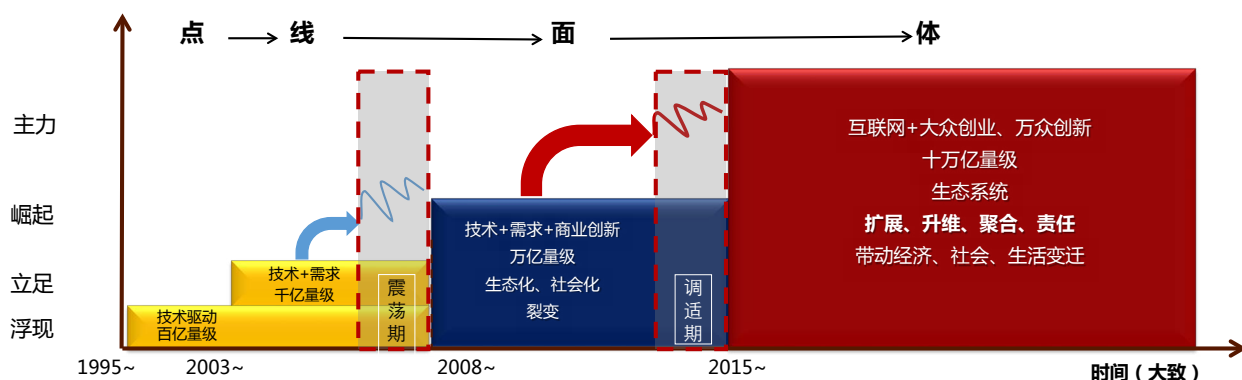 点 线 面 体
主力
崛起
立足
浮现
技术驱动
百亿量级
技术+需求
千亿量级
震荡期
技术+需求+商业创新
万亿量级
生态化、社会化
裂变
调适期
互联网+大众创业、万众创新
十万亿量级
生态系统
扩展、升维、聚合、责任
带动经济、社会、生活变迁
1995~ 2003~ 2008~ 2015~ 时间（大致）